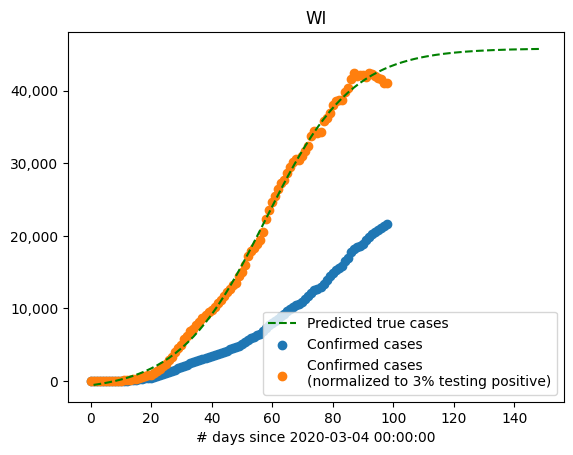 WI
40,000
30,000
20,000
10,000
0
Predicted true cases
Confirmed cases
Confirmed cases
(normalized to 3% testing positive)
0 20 40 60 80 100 120 140
# days since 2020-03-04 00:00:00